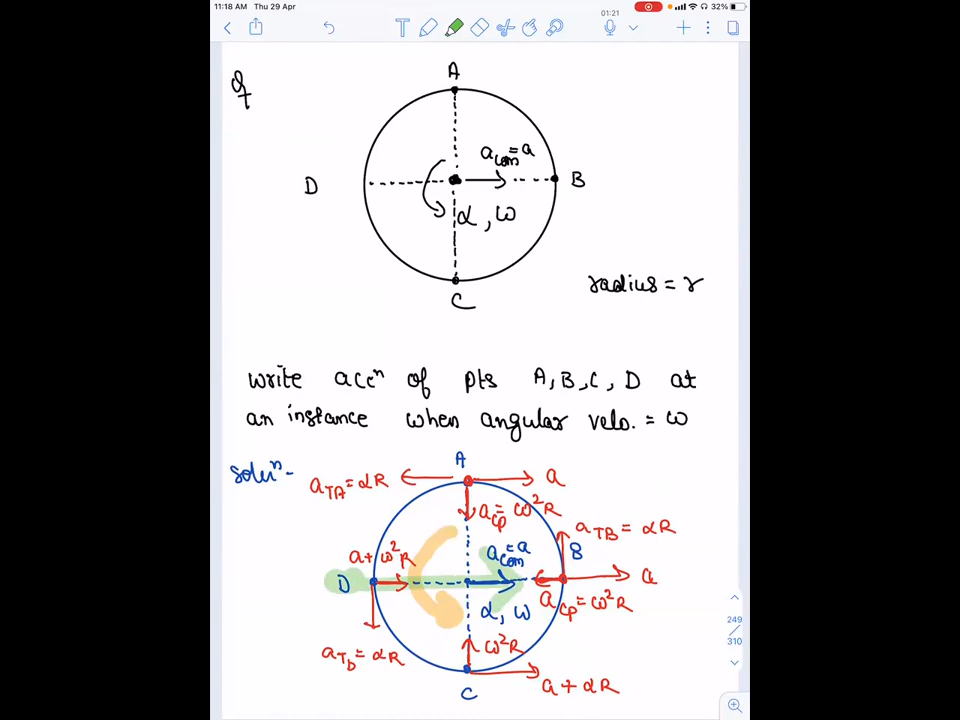 11:18 AM Thu 29 Apr
01:21
32%
T
Q
A
a_com = a
D
B
α, ω
radius = r
C
write accⁿ of pts A, B, C, D at
an instance when angular velo. = ω
soluⁿ-
A
a_TA = αR
a
a_cp = ω²R
a_TB = αR
B
a + ω²R
a_com = a
a
D
a_cp = ω²R
α, ω
ω²R
a_TD = αR
a + αR
C
249
310